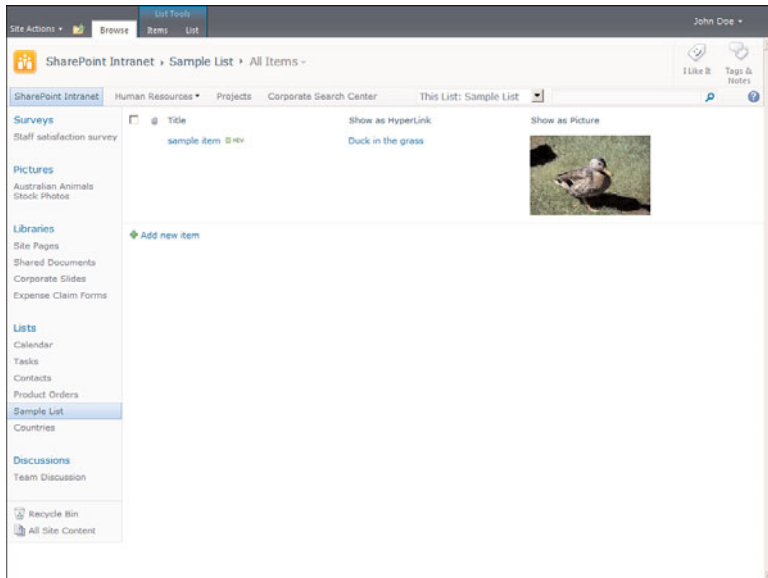 List Tools
Site Actions Browse Items List John Doe
SharePoint Intranet Sample List All Items
I Like It Tags & Notes
SharePoint Intranet Human Resources Projects Corporate Search Center This List: Sample List
Surveys
Staff satisfaction survey
Pictures
Australian Animals
Stock Photos
Libraries
Site Pages
Shared Documents
Corporate Slides
Expense Claim Forms
Lists
Calendar
Tasks
Contacts
Product Orders
Sample List
Countries
Discussions
Team Discussion
Recycle Bin
All Site Content
Title Show as HyperLink Show as Picture
sample item NEW Duck in the grass
Add new item